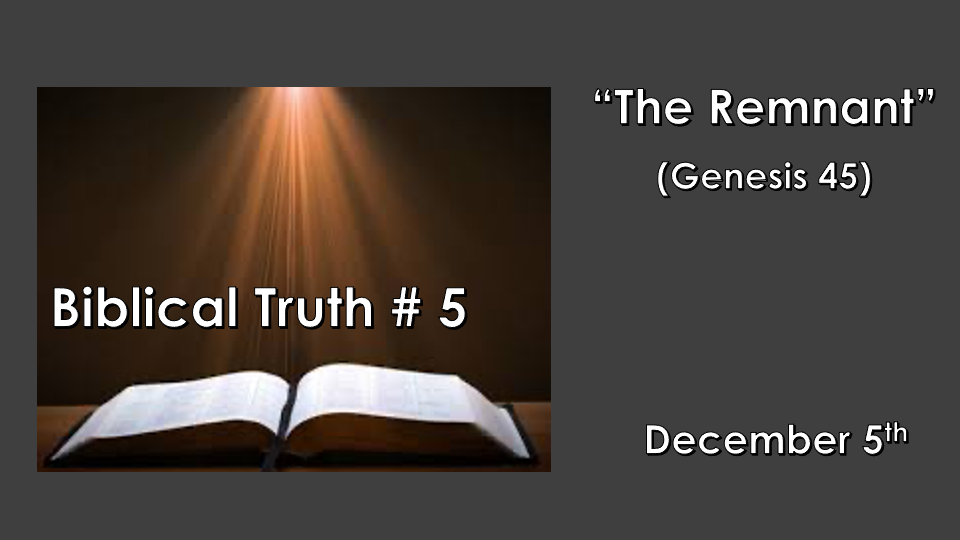 “The Remnant”
(Genesis 45)
Biblical Truth # 5
December 5th